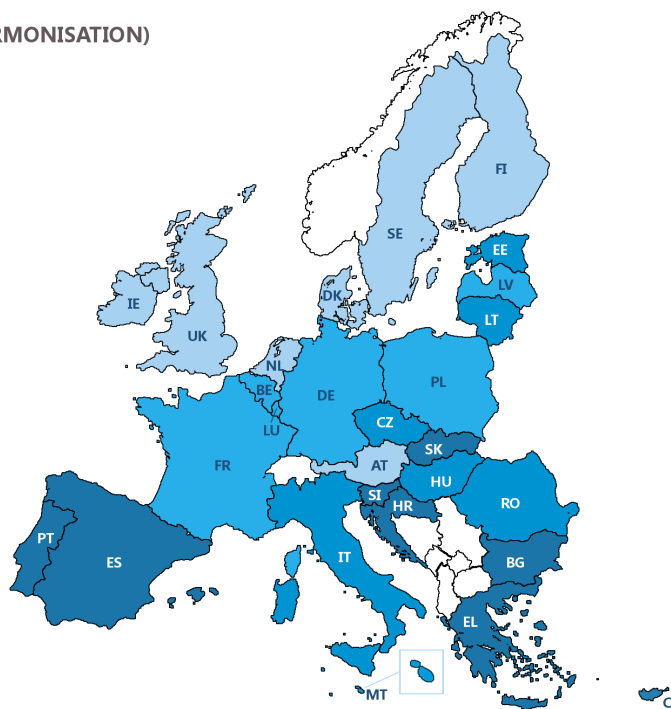 RMONISATION)
FI
SE
EE
LV
DK
IE
LT
UK
NL
PL
BE
DE
CZ
LU
SK
AT
FR
HU
SI
RO
HR
PT
IT
ES
BG
EL
MT